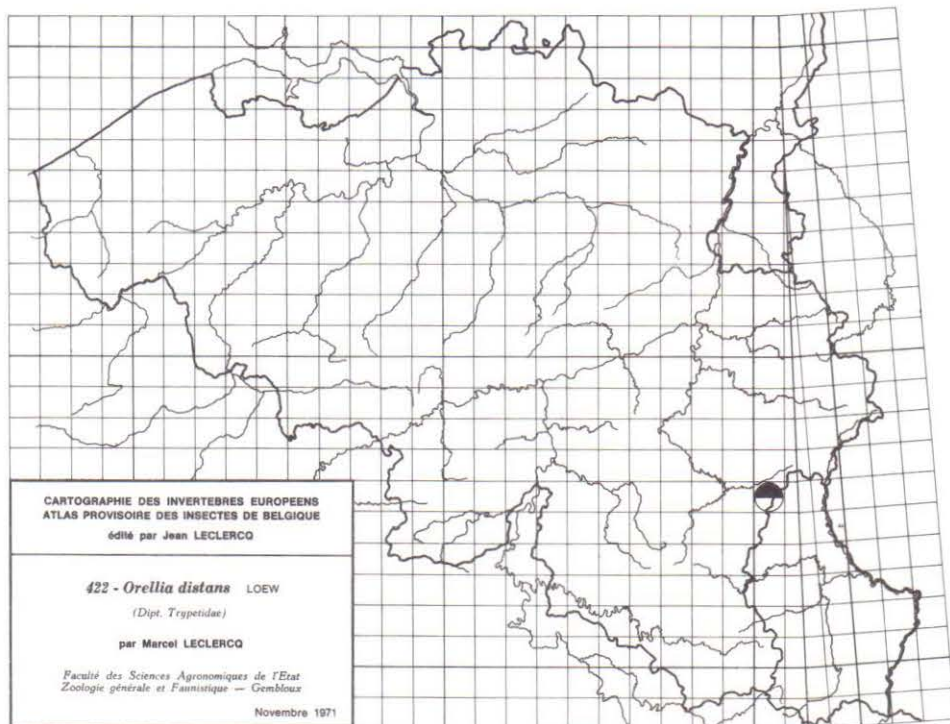 CARTOGRAPHIE DES INVERTEBRES EUROPEENS
ATLAS PROVISOIRE DES INSECTES DE BELGIQUE
édité par Jean LECLERCQ
422 - Orellia distans LOEW
(Dipt. Trypetidae)
par Marcel LECLERCQ
Faculté des Sciences Agronomiques de l'Etat
Zoologie générale et Faunistique — Gembloux
Novembre 1971